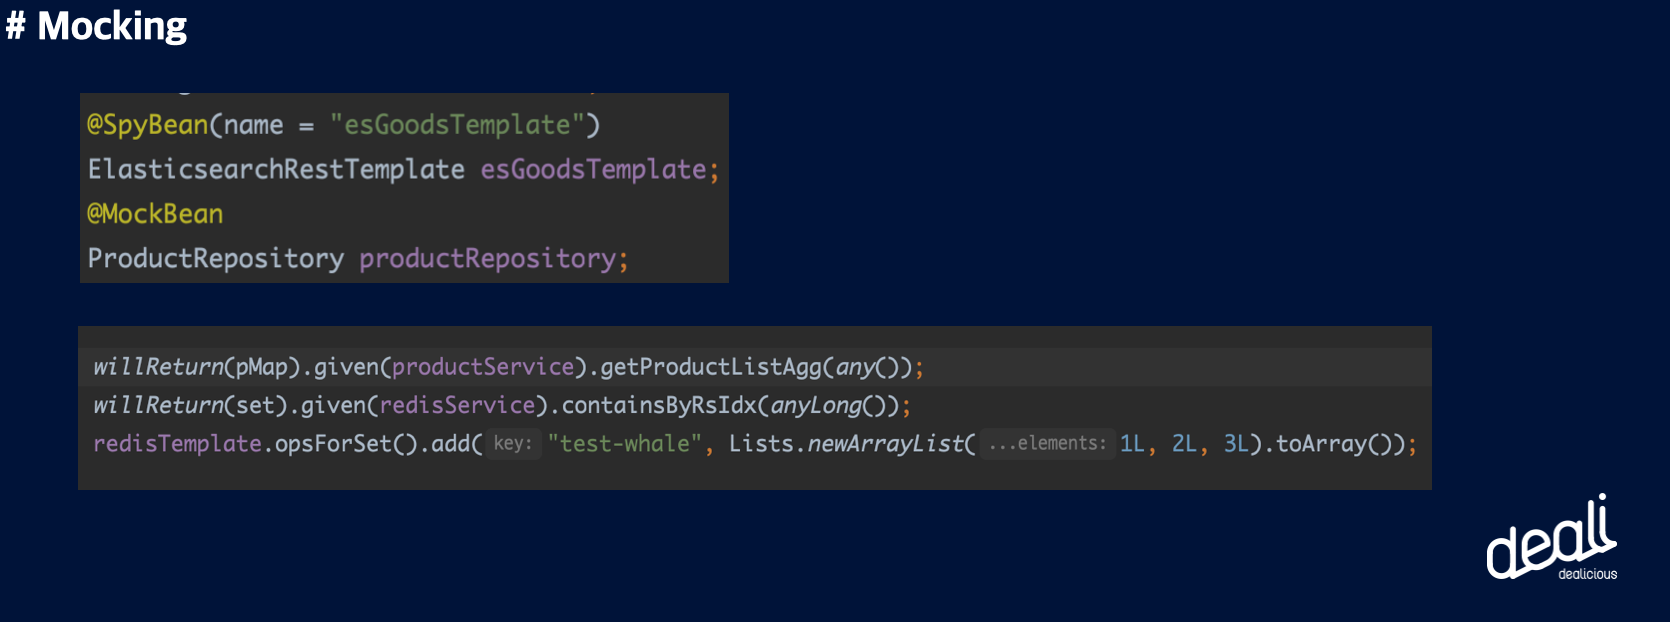 # Mocking
@SpyBean(name = "esGoodsTemplate")
ElasticsearchRestTemplate esGoodsTemplate;
@MockBean
ProductRepository productRepository;
willReturn(pMap).given(productService).getProductListAgg(any());
willReturn(set).given(redisService).containsByRsIdx(anyLong());
redisTemplate.opsForSet().add( key: "test-whale", Lists.newArrayList( ...elements: 1L, 2L, 3L).toArray());
deali
dealicious